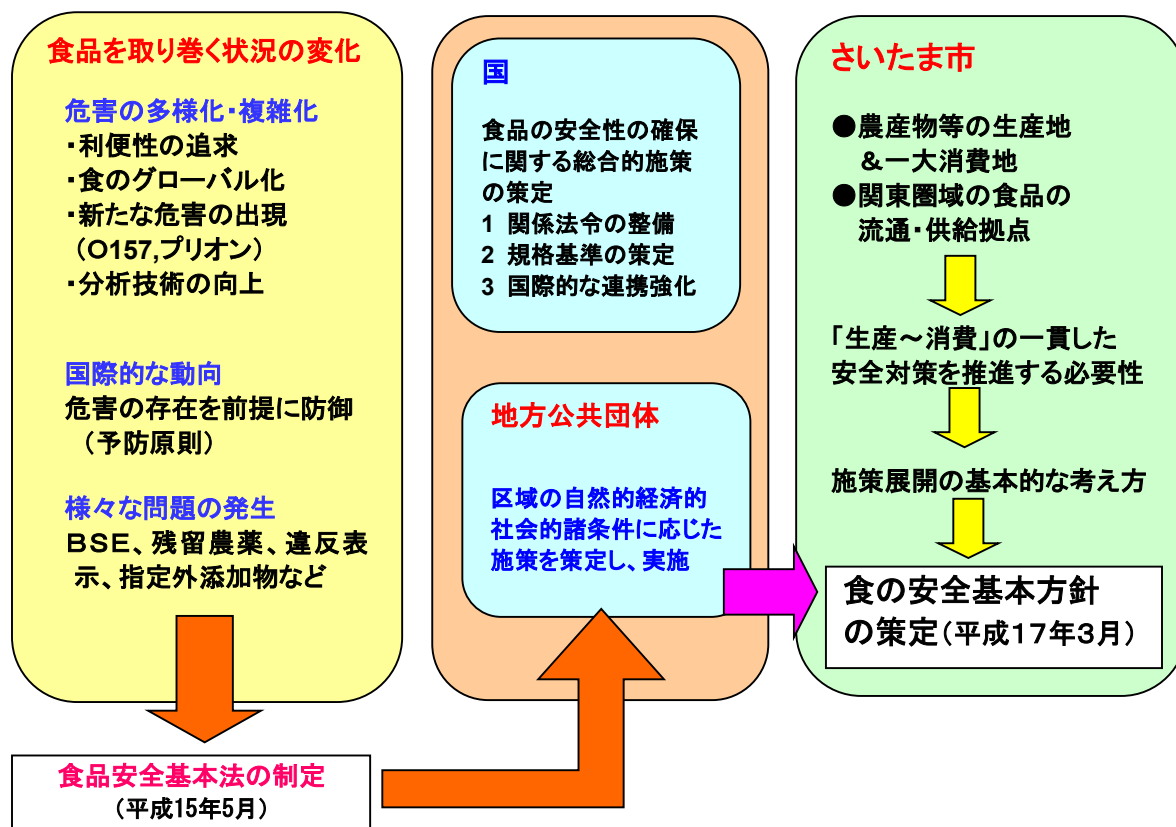 食品を取り巻く状況の変化
危害の多様化・複雑化
・利便性の追求
・食のグローバル化
・新たな危害の出現
（O157,プリオン）
・分析技術の向上
国際的な動向
危害の存在を前提に防御
（予防原則）
様々な問題の発生
ＢＳＥ、残留農薬、違反表
示、指定外添加物など
食品安全基本法の制定
（平成15年5月）
国
食品の安全性の確保
に関する総合的施策
の策定
1 関係法令の整備
2 規格基準の策定
3 国際的な連携強化
地方公共団体
区域の自然的経済的
社会的諸条件に応じた
施策を策定し、実施
さいたま市
●農産物等の生産地
＆一大消費地
●関東圏域の食品の
流通・供給拠点
「生産～消費」の一貫した
安全対策を推進する必要性
施策展開の基本的な考え方
食の安全基本方針
の策定（平成１７年３月）